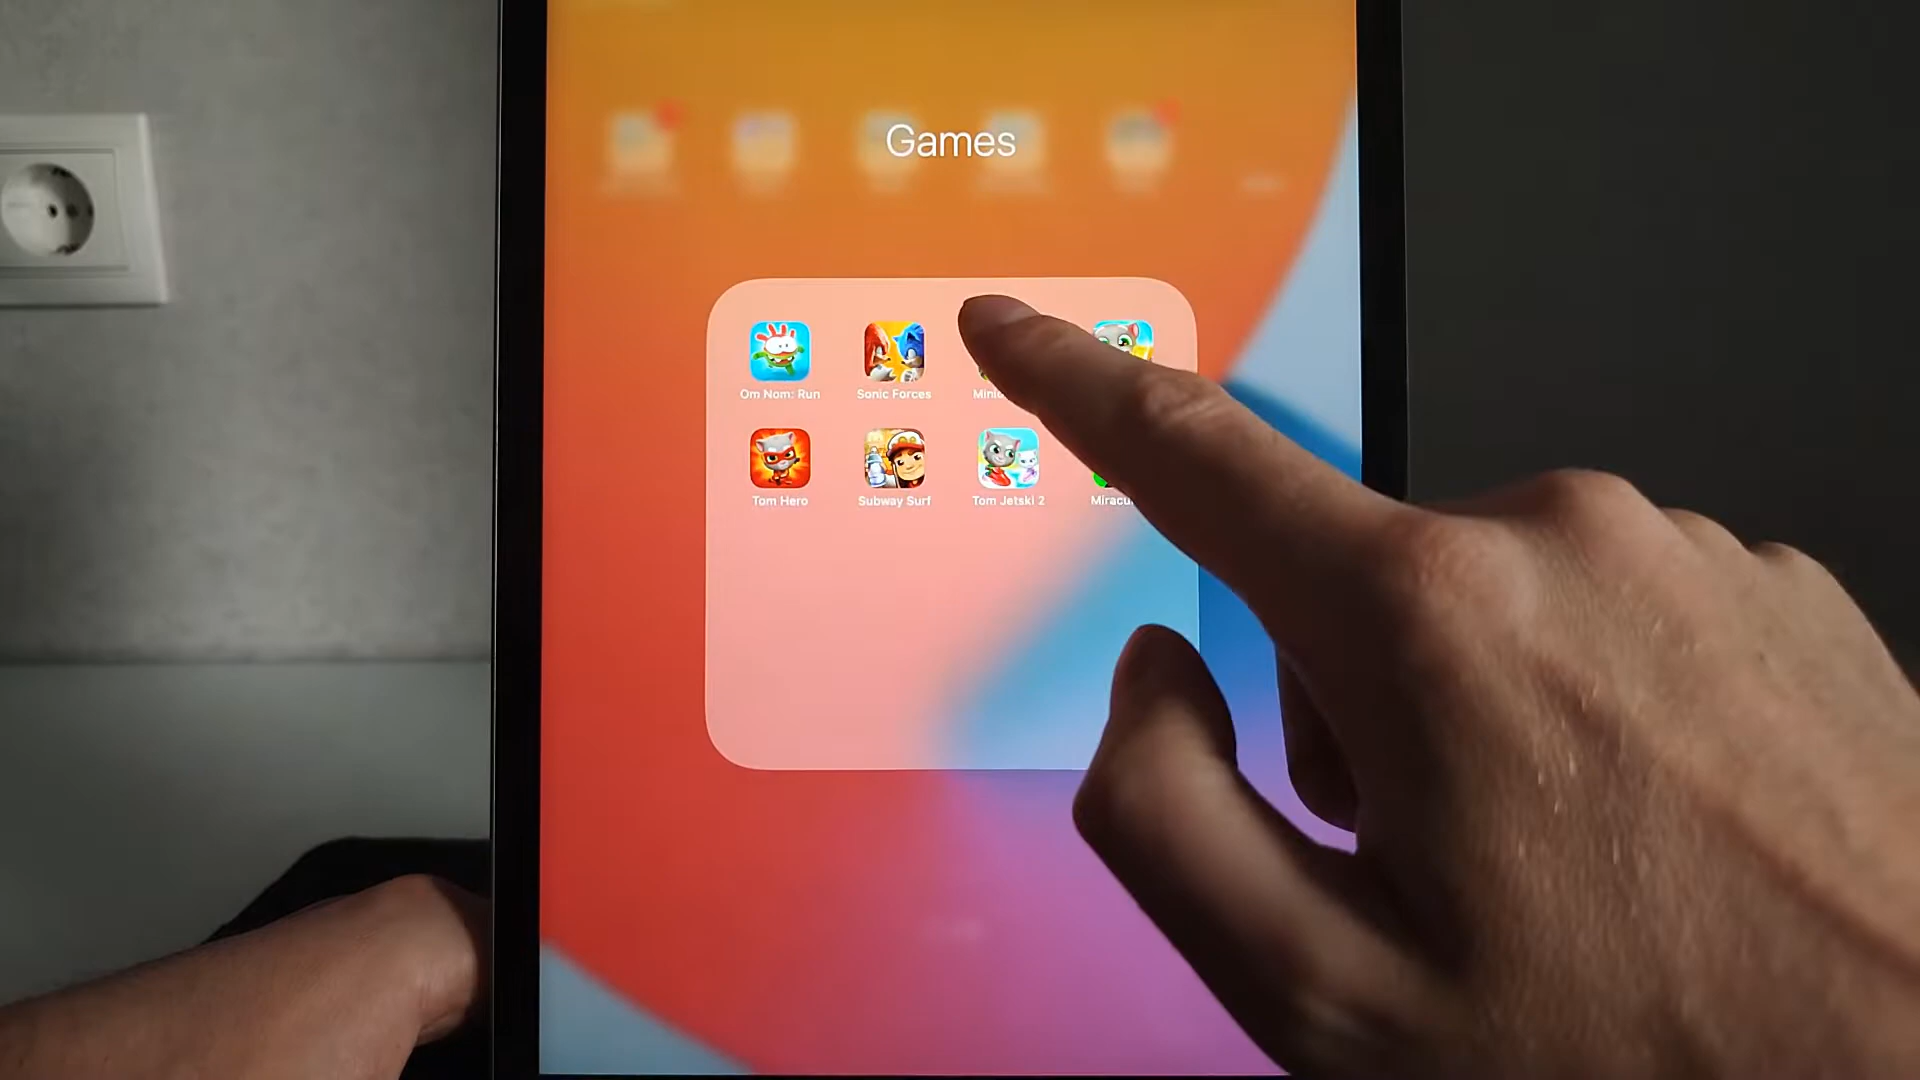 Games
Om Nom: Run
Sonic Forces
Tom Hero
Subway Surf
Tom Jetski 2